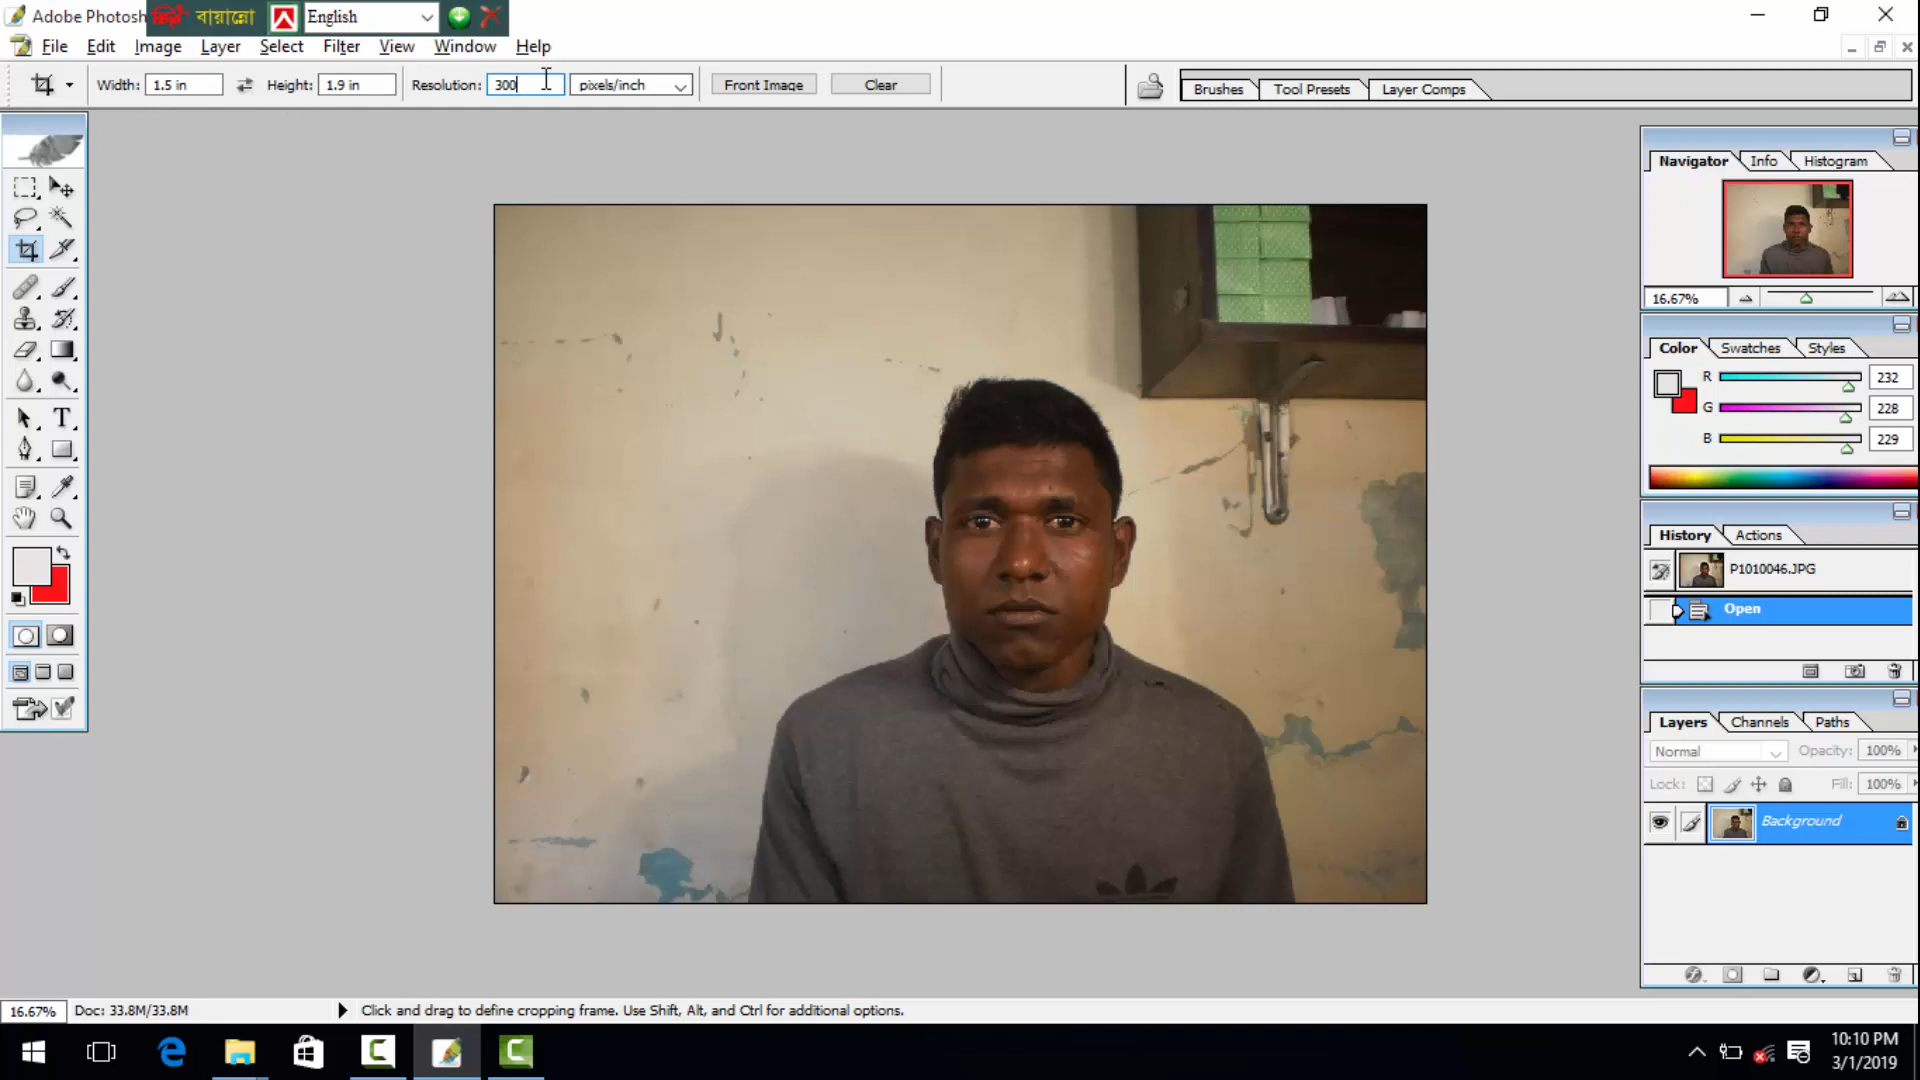 Adobe Photosh
বায়ান্নো
English
File Edit Image Layer Select Filter View Window Help
Width: 1.5 in Height: 1.9 in Resolution: 300 pixels/inch Front Image Clear
Brushes Tool Presets Layer Comps
Navigator Info Histogram
16.67%
Color Swatches Styles
R 232
G 228
B 229
History Actions
P1010046.JPG
Open
Layers Channels Paths
Normal Opacity: 100%
Lock: Fill: 100%
Background
T
16.67% Doc: 33.8M/33.8M Click and drag to define cropping frame. Use Shift, Alt, and Ctrl for additional options.
10:10 PM
3/1/2019